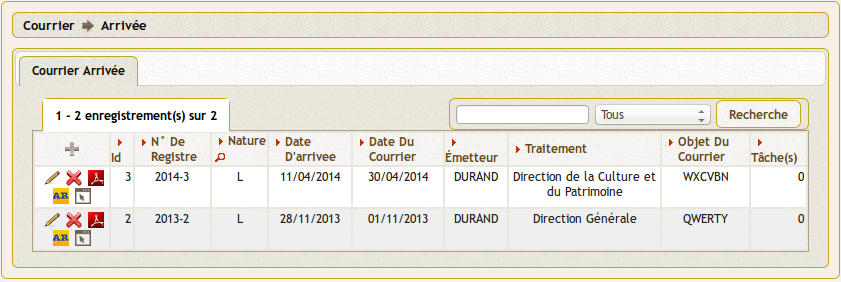 Courrier Arrivée
Courrier Arrivée
1 - 2 enregistrement(s) sur 2
Tous Recherche
Id N° De Registre Nature Date D'arrivee Date Du Courrier Émetteur Traitement Objet Du Courrier Tâche(s)
3 2014-3 L 11/04/2014 30/04/2014 DURAND Direction de la Culture et du Patrimoine WXCVBN 0
AR
2 2013-2 L 28/11/2013 01/11/2013 DURAND Direction Générale QWERTY 0
AR